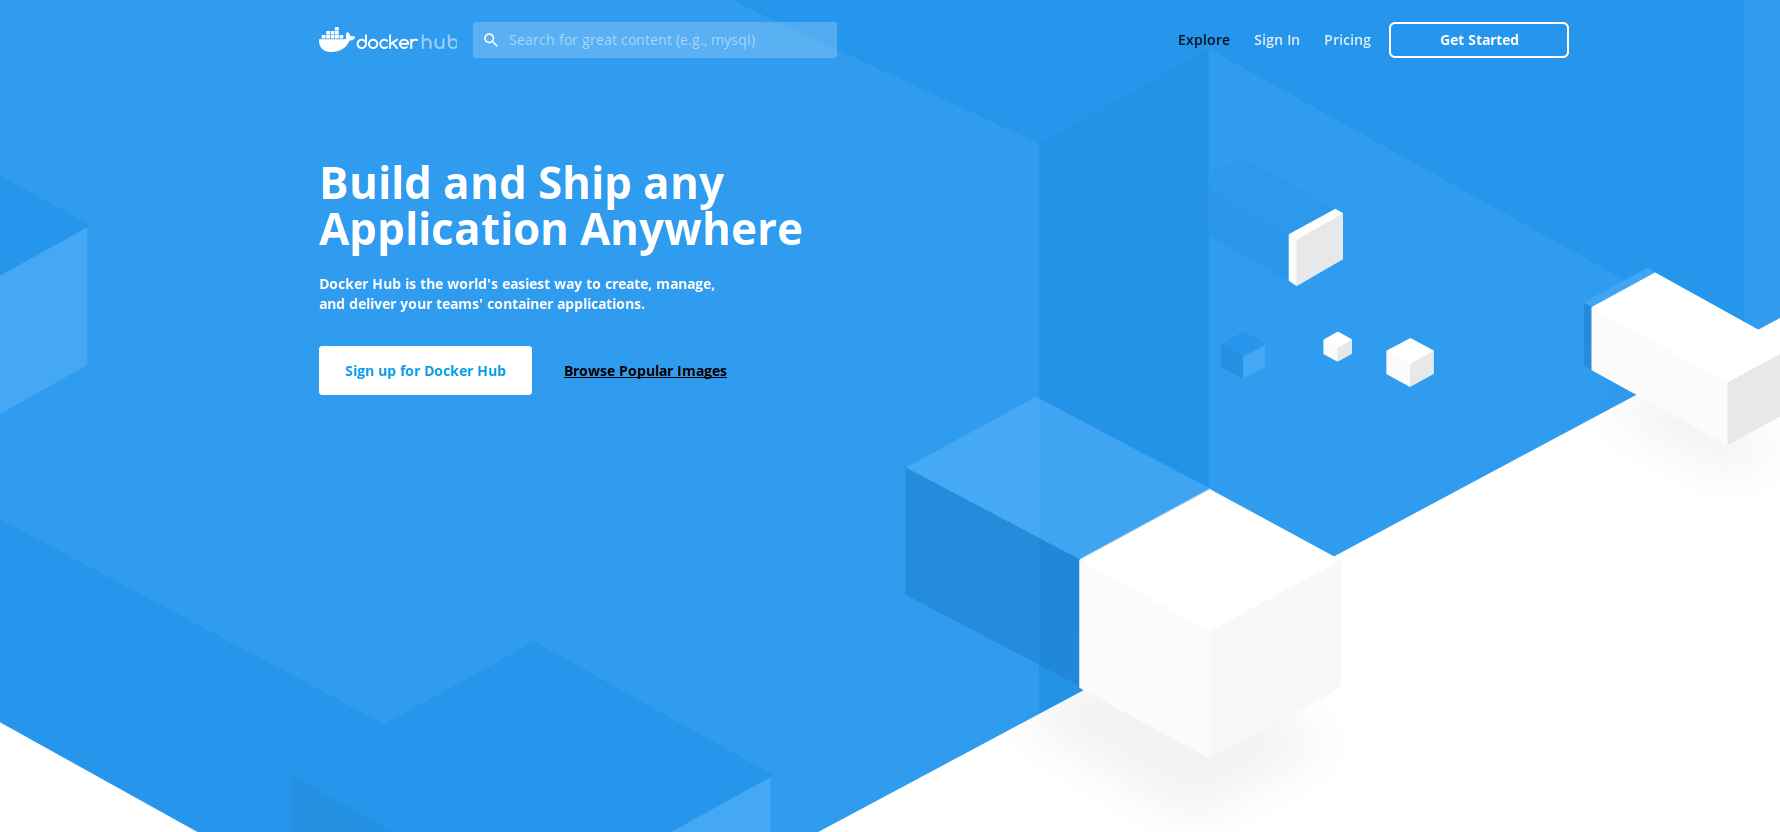 docker hub
Search for great content (e.g., mysql)
Explore
Sign In
Pricing
Get Started
Build and Ship any
Application Anywhere
Docker Hub is the world's easiest way to create, manage,
and deliver your teams' container applications.
Sign up for Docker Hub
Browse Popular Images